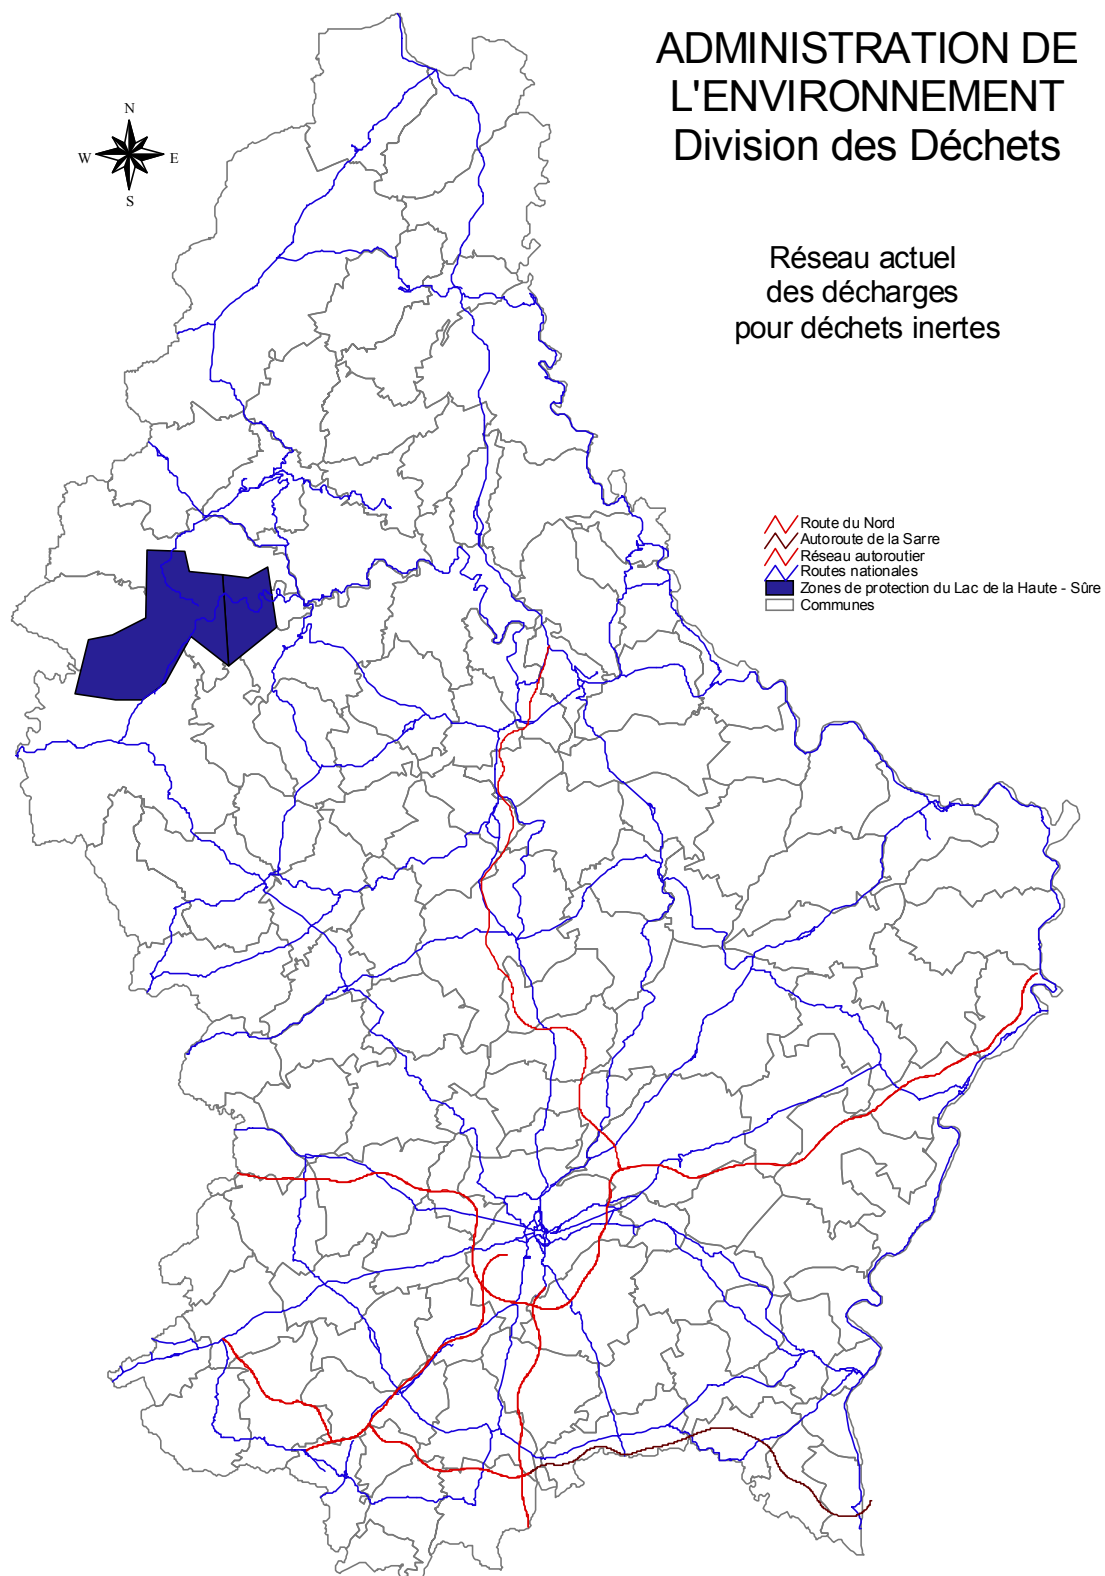 ADMINISTRATION DE
L'ENVIRONNEMENT
Division des Déchets
N
W
E
S
Réseau actuel
des décharges
pour déchets inertes
Route du Nord
Autoroute de la Sarre
Réseau autoroutier
Routes nationales
Zones de protection du Lac de la Haute - Sûre
Communes